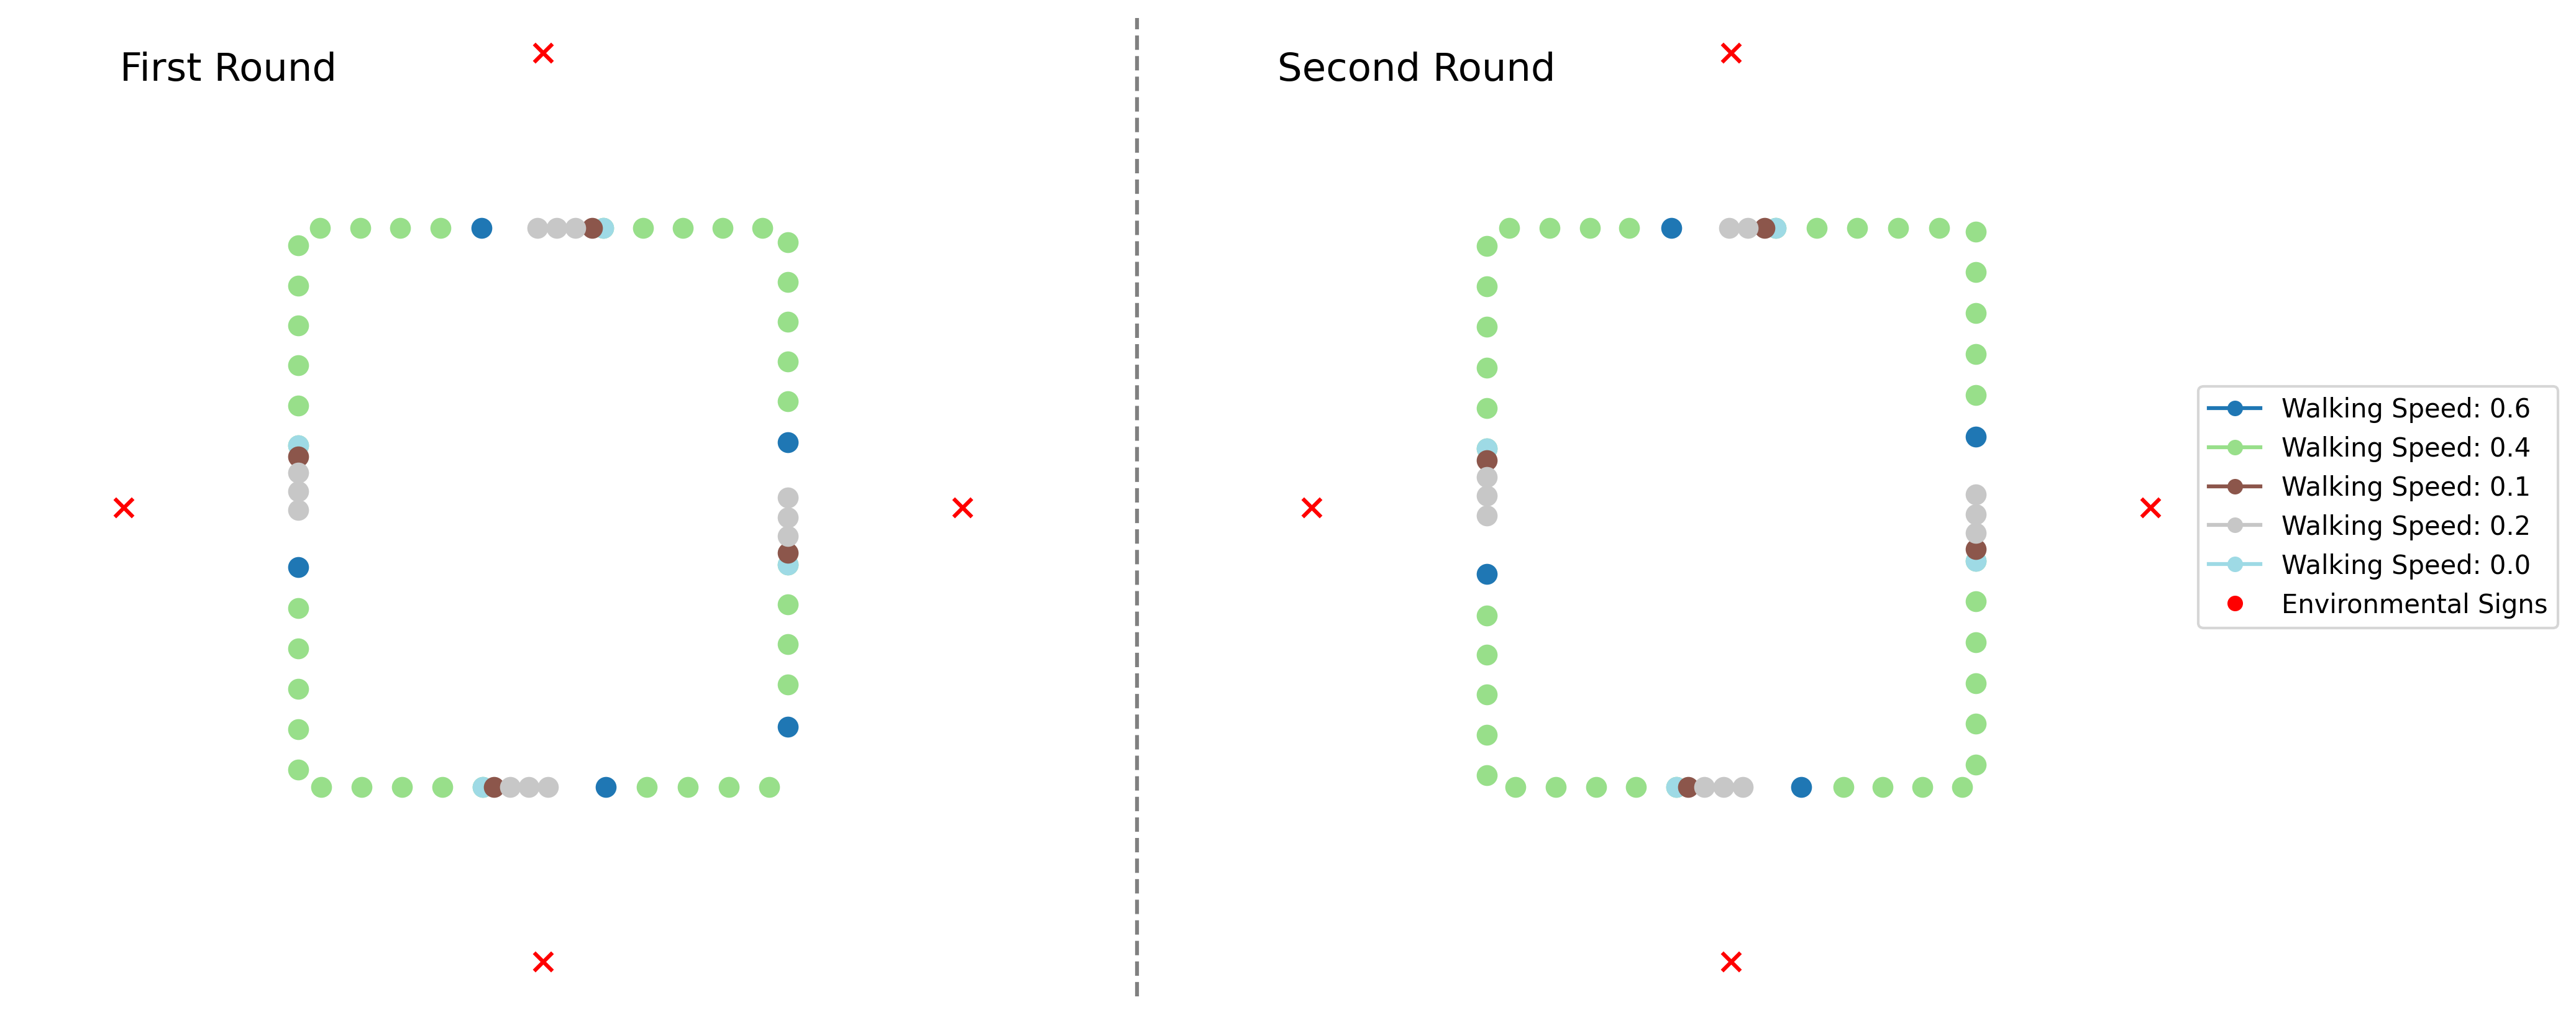 First Round
Second Round
Walking Speed: 0.6
Walking Speed: 0.4
Walking Speed: 0.1
Walking Speed: 0.2
Walking Speed: 0.0
Environmental Signs